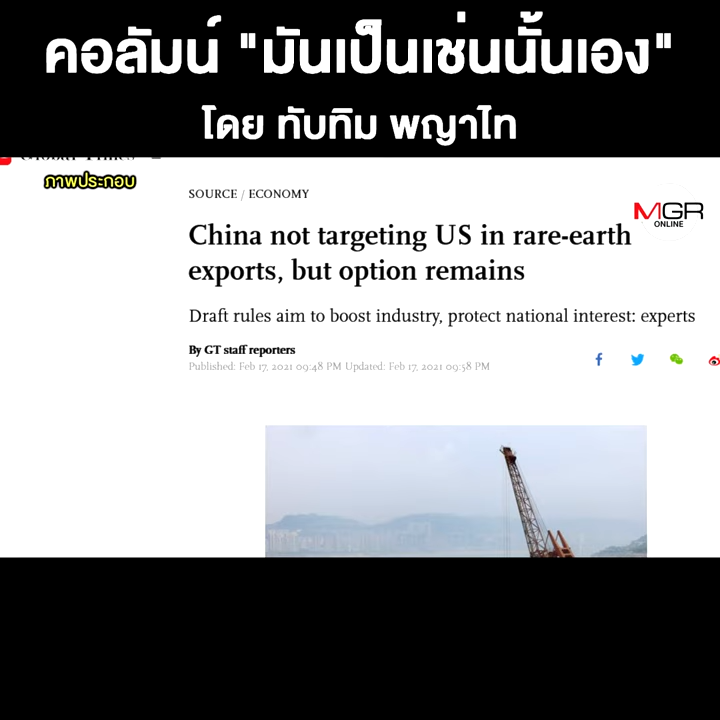 คอลัมน์ "มันเป็นเช่นนั้นเอง"
โดย ทับทิม พญาไท
ภาพประกอบ
SOURCE / ECONOMY
MGR
ONLINE
China not targeting US in rare-earth
exports, but option remains
Draft rules aim to boost industry, protect national interest: experts
By GT staff reporters
Published: Feb 17, 2021 09:48 PM Updated: Feb 17, 2021 09:58 PM